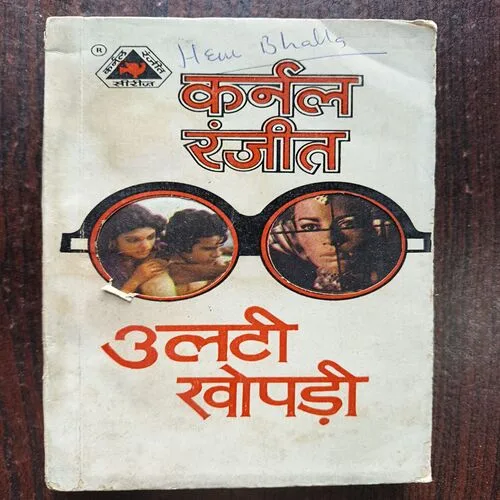 ®
कर्नल रंजीत
सीरीज
Hem Bhalla
कर्नल
रंजीत
उलटी
खोपड़ी